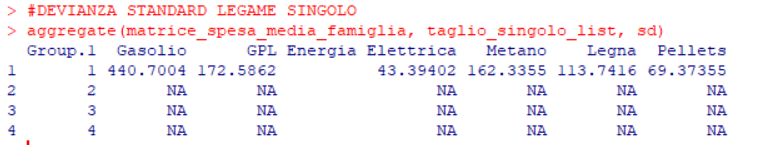 > #DEVIANZA STANDARD LEGAME SINGOLO
> aggregate(matrice_spesa_media_famiglia, taglio_singolo_list, sd)
Group.1 Gasolio GPL Energia Elettrica Metano Legna Pellets
1 1 440.7004 172.5862 43.39402 162.3355 113.7416 69.37355
2 2 NA NA NA NA NA NA
3 3 NA NA NA NA NA NA
4 4 NA NA NA NA NA NA